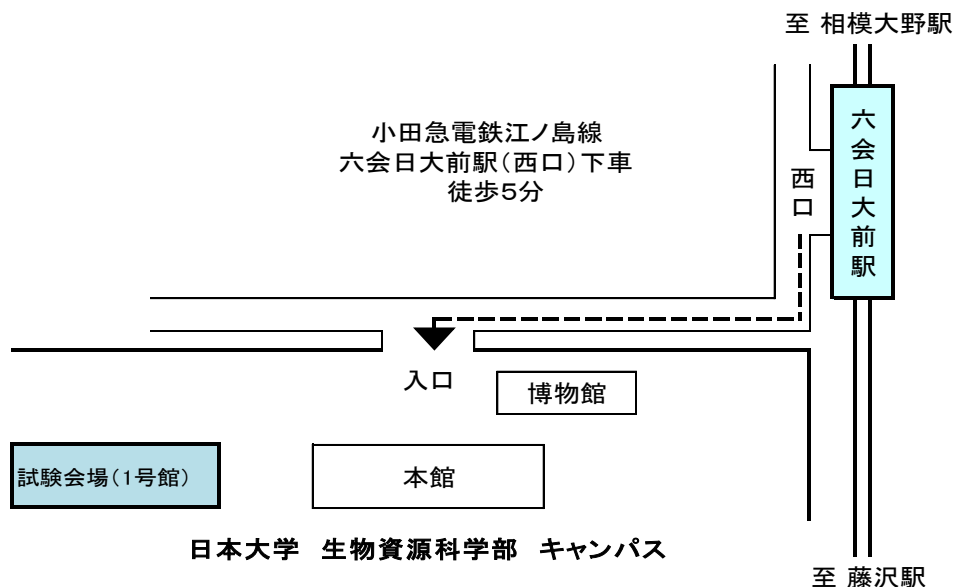 至 相模大野駅
小田急電鉄江ノ島線
六会日大前駅(西口)下車
徒歩5分
六会日大前駅
西口
入口
博物館
試験会場(1号館)
本館
日本大学 生物資源科学部 キャンパス
至 藤沢駅